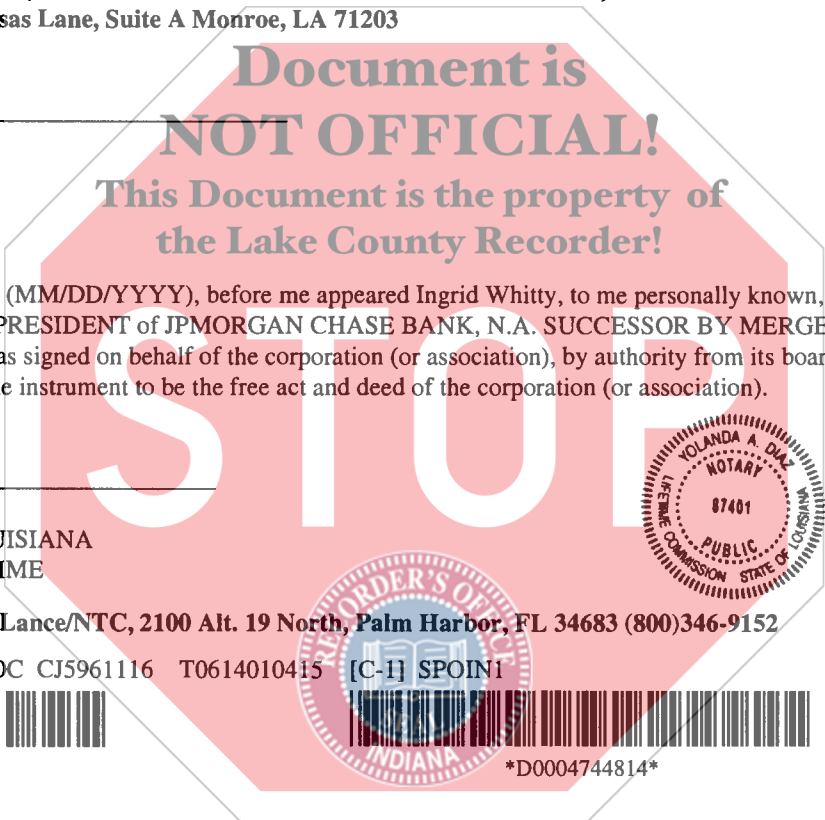 sas Lane, Suite A Monroe, LA 71203
Document is
NOT OFFICIAL!
This Document is the property of
the Lake County Recorder!
(MM/DD/YYYY), before me appeared Ingrid Whitty, to me personally known,
PRESIDENT of JPMORGAN CHASE BANK, N.A. SUCCESSOR BY MERGE
as signed on behalf of the corporation (or association), by authority from its boar
e instrument to be the free act and deed of the corporation (or association).
STOP
YOLANDA A. DIAZ
NOTARY
87401
PUBLIC
LIFETIME COMMISSION STATE OF LOUISIANA
UISIANA
IME
RECORDER'S OFFICE
Lance/NTC, 2100 Alt. 19 North, Palm Harbor, FL 34683 (800)346-9152
OC CJ5961116 T0614010415 [C-1] SPOIN1
SEAL
INDIANA
*D0004744814*